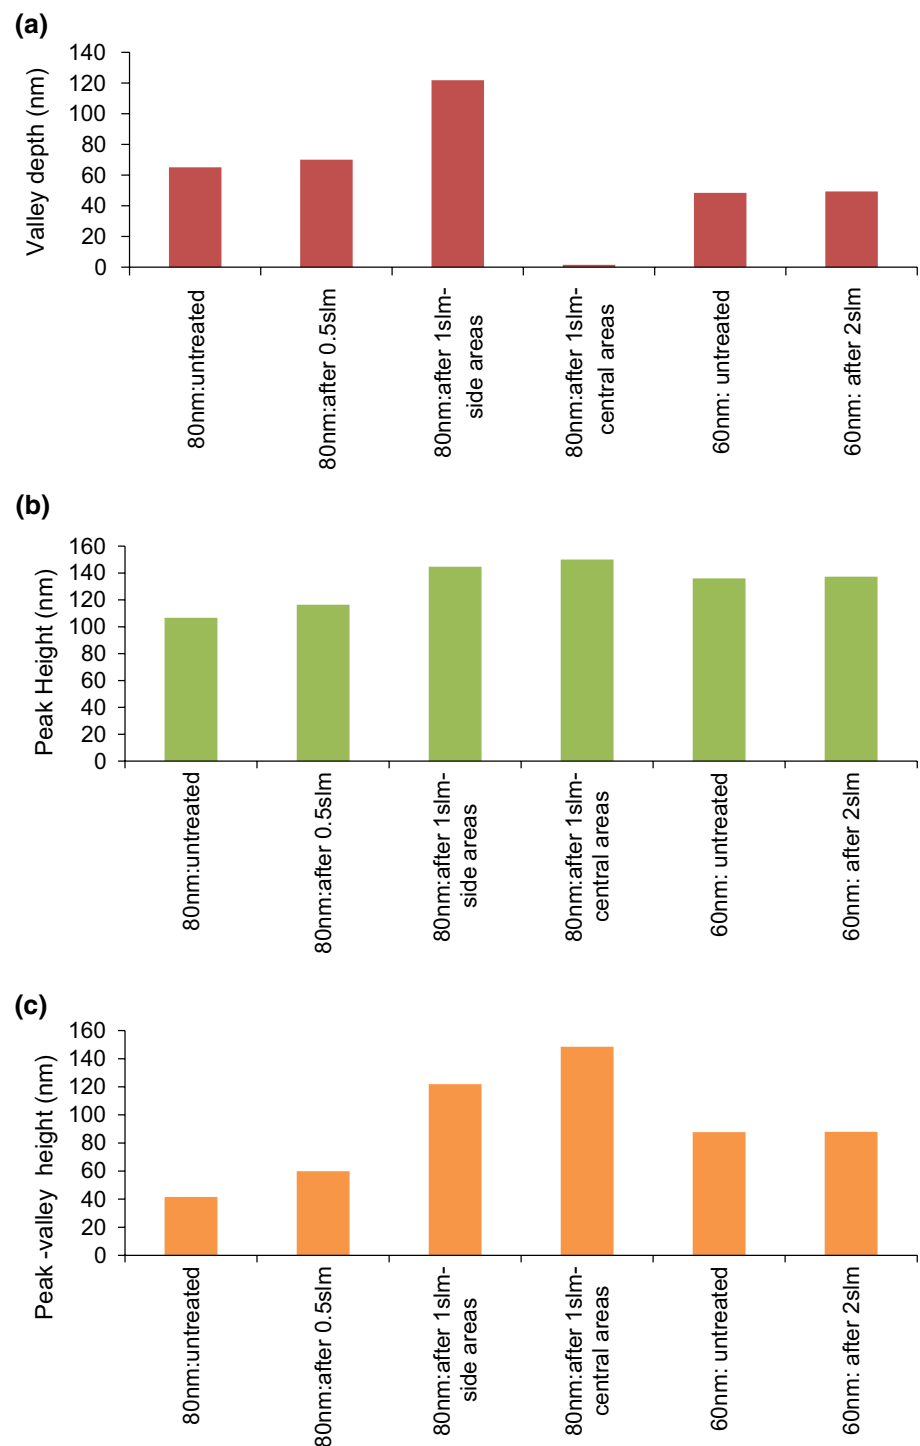 (a)
Valley depth (nm)
140
120
100
80
60
40
20
0
80nm:untreated
80nm:after 0.5slm
80nm:after 1slm-
side areas
80nm:after 1slm-
central areas
60nm: untreated
60nm: after 2slm
(b)
Peak Height (nm)
160
140
120
100
80
60
40
20
0
80nm:untreated
80nm:after 0.5slm
80nm:after 1slm-
side areas
80nm:after 1slm-
central areas
60nm: untreated
60nm: after 2slm
(c)
Peak -valley height (nm)
160
140
120
100
80
60
40
20
0
80nm:untreated
80nm:after 0.5slm
80nm:after 1slm-
side areas
80nm:after 1slm-
central areas
60nm: untreated
60nm: after 2slm